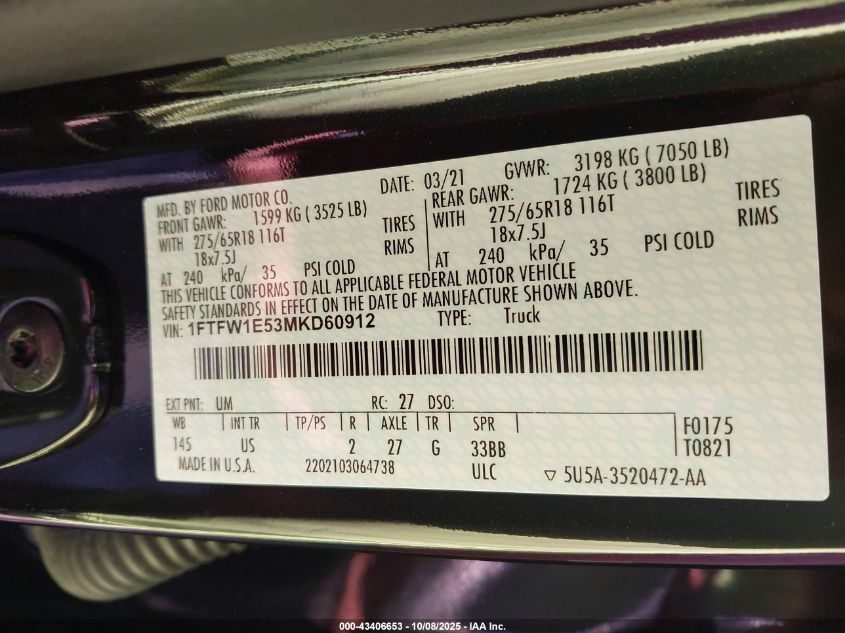 MFD. BY FORD MOTOR CO.
DATE: 03/21 GVWR: 3198 KG ( 7050 LB)
FRONT GAWR: 1599 KG ( 3525 LB)
WITH 275/65R18 116T TIRES
18x7.5J RIMS
AT 240 kPa/ 35 PSI COLD
REAR GAWR: 1724 KG ( 3800 LB)
WITH 275/65R18 116T TIRES
18x7.5J RIMS
AT 240 kPa/ 35 PSI COLD
THIS VEHICLE CONFORMS TO ALL APPLICABLE FEDERAL MOTOR VEHICLE
SAFETY STANDARDS IN EFFECT ON THE DATE OF MANUFACTURE SHOWN ABOVE.
VIN: 1FTFW1E53MKD60912 TYPE: Truck
EXT PNT: UM RC: 27 DSO:
WB INT TR TP/PS R AXLE TR SPR
145 US 2 27 G 33BB
F0175
T0821
MADE IN U.S.A. 2202103064738 ULC ▽ 5U5A-3520472-AA
000-43406653 - 10/08/2025 - IAA Inc.